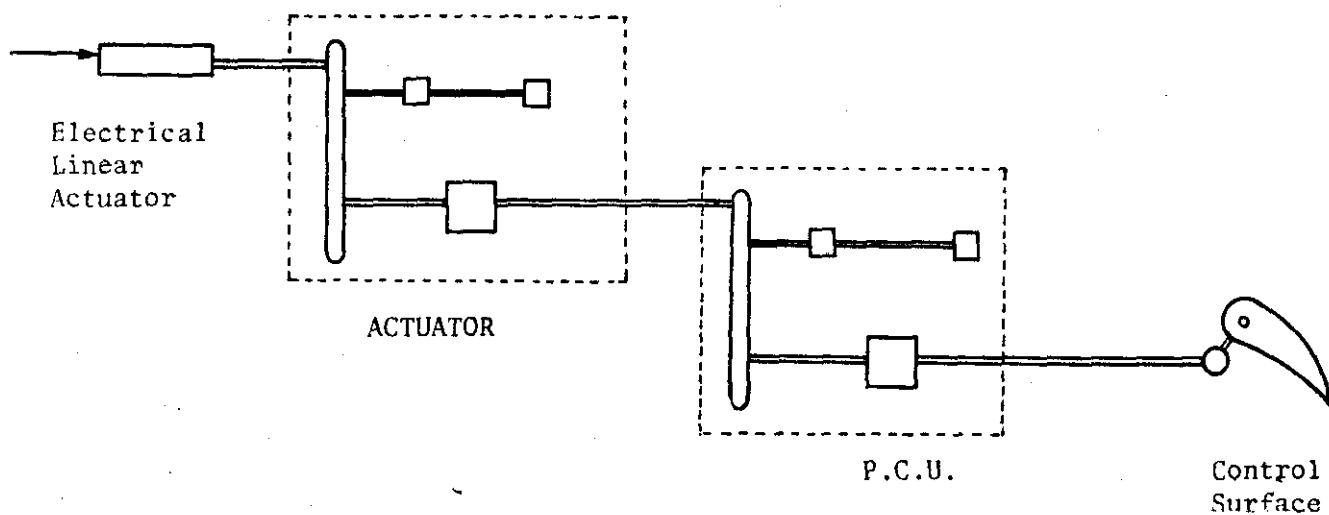 Electrical
Linear
Actuator
ACTUATOR
P.C.U.
Control
Surface